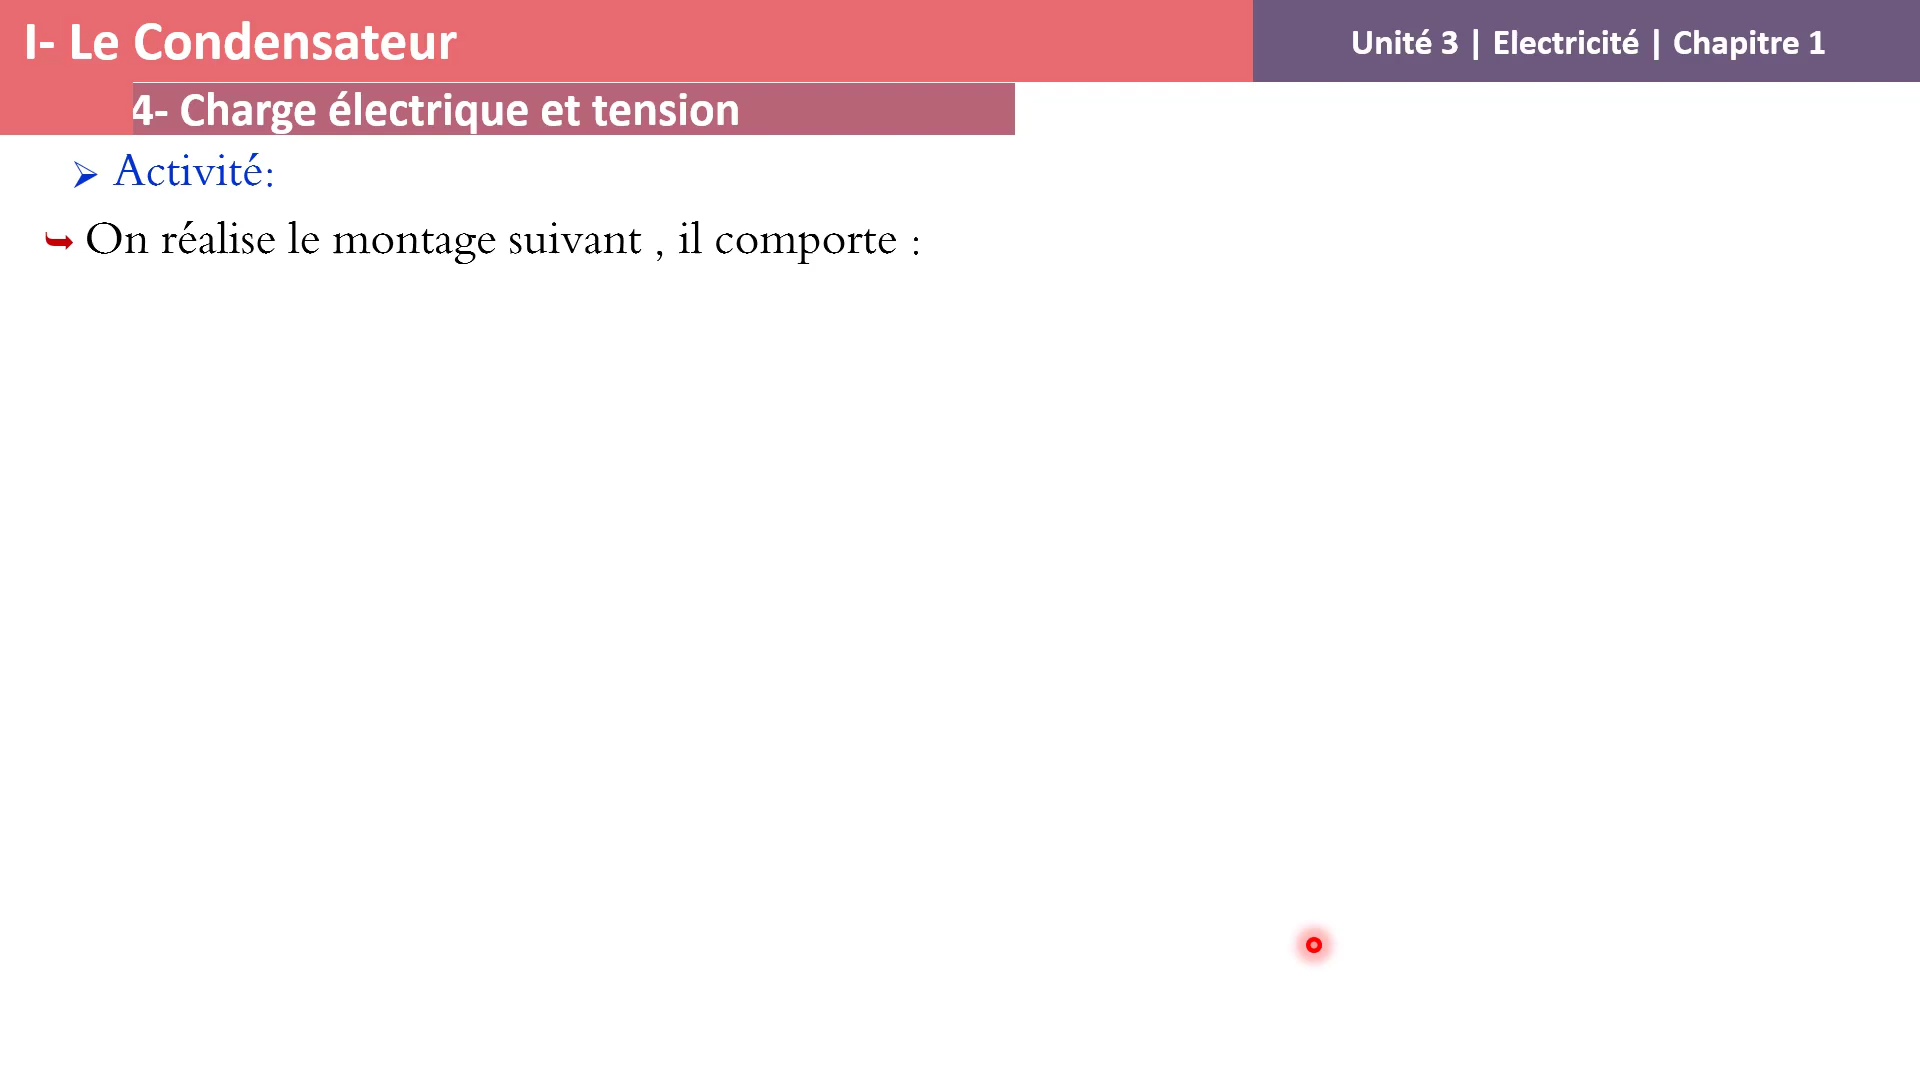 I- Le Condensateur
Unité 3 | Electricité | Chapitre 1
4- Charge électrique et tension
Activité:
On réalise le montage suivant , il comporte :